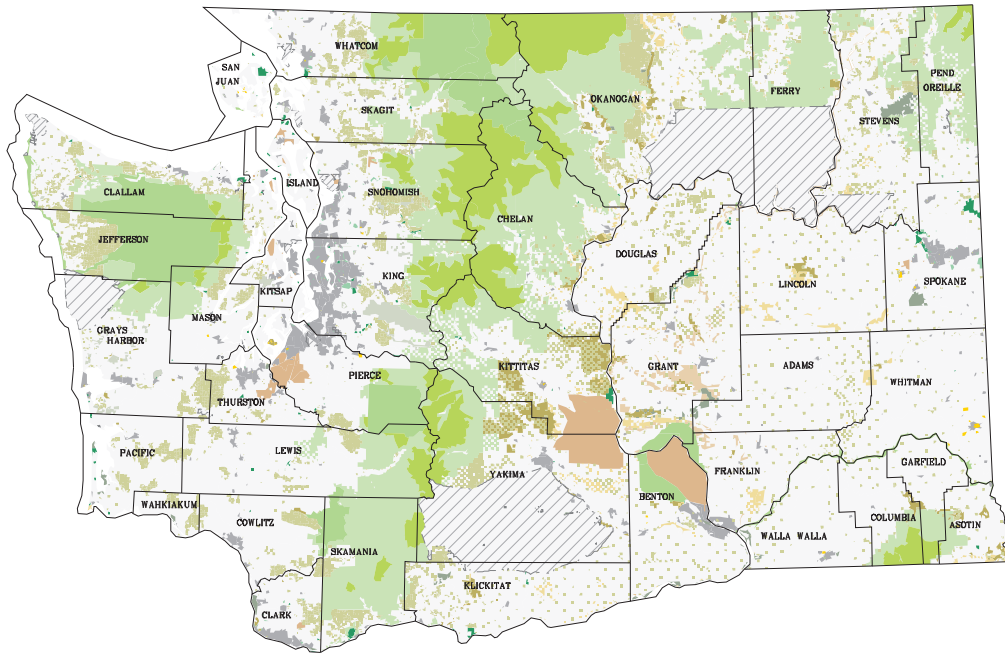 WHATCOM
SAN
JUAN
SKAGIT
OKANOGAN
FERRY
PEND
OREILLE
STEVENS
ISLAND
SNOHOMISH
CLALLAM
CHELAN
JEFFERSON
DOUGLAS
KING
LINCOLN
SPOKANE
KITSAP
MASON
GRAYS
HARBOR
PIERCE
KITTITAS
GRANT
ADAMS
WHITMAN
THURSTON
PACIFIC
LEWIS
YAKIMA
FRANKLIN
GARFIELD
BENTON
WAHKIAKUM
COWLITZ
COLUMBIA
ASOTIN
WALLA WALLA
SKAMANIA
KLICKITAT
CLARK